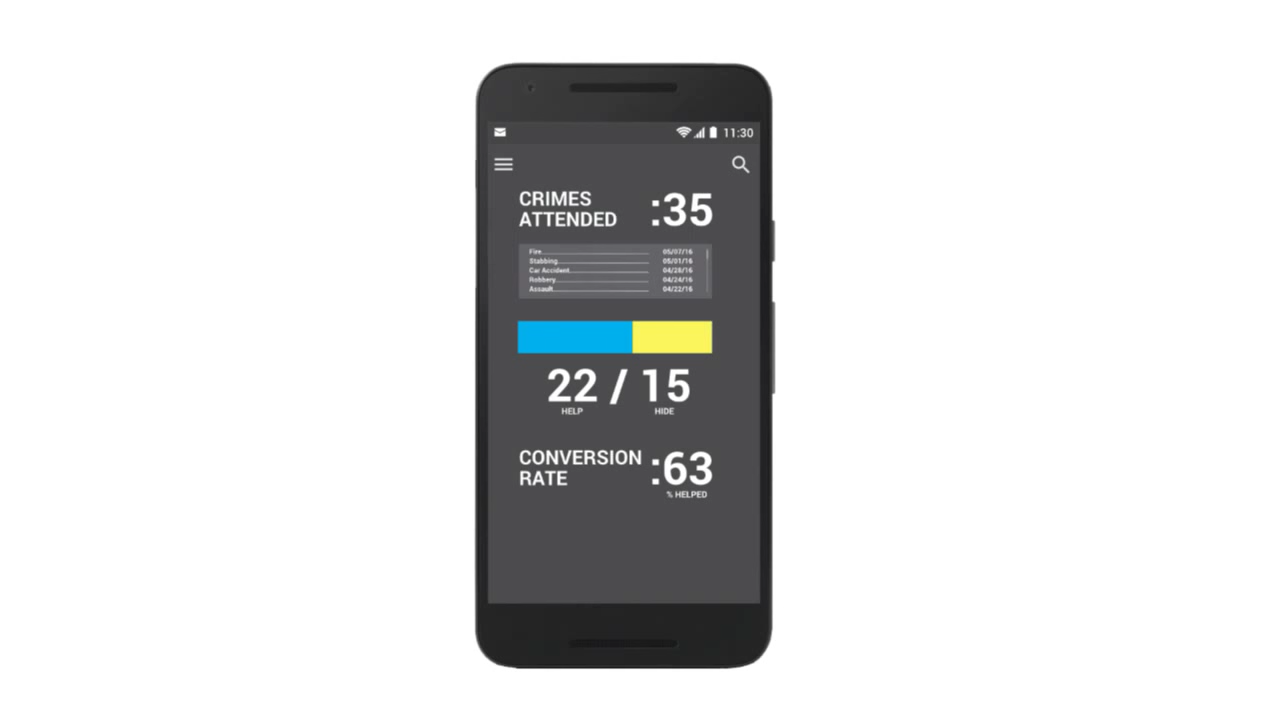 11:30
CRIMES
ATTENDED :35
Fire 05/07/16
Stabbing 05/01/16
Car Accident 04/28/16
Robbery 04/24/16
Assault 04/22/16
22 / 15
HELP HIDE
CONVERSION
RATE :63
% HELPED